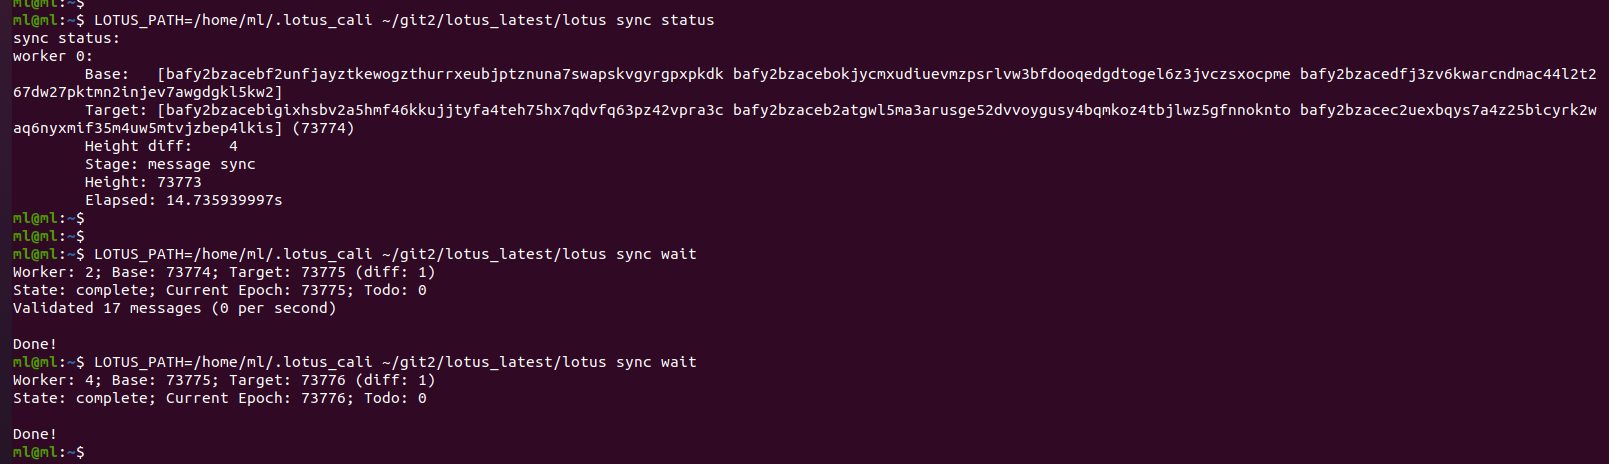 ml@ml:~$
ml@ml:~$ LOTUS_PATH=/home/ml/.lotus_cali ~/git2/lotus_latest/lotus sync status
sync status:
worker 0:
        Base:   [bafy2bzacebf2unfjayztkewogzthurrxeubjptznuna7swapskvgyrgpxpkdk bafy2bzacebokjycmxudiuevmzpsrlvw3bfdooqedgdtogel6z3jvczsxocpme bafy2bzacedfj3zv6kwarcndmac44l2t2
67dw27pktmn2injev7awgdgkl5kw2]
        Target: [bafy2bzacebigixhsbv2a5hmf46kkujjtyfa4teh75hx7qdvfq63pz42vpra3c bafy2bzaceb2atgwl5ma3arusge52dvvoygusy4bqmkoz4tbjlwz5gfnnoknto bafy2bzacec2uexbqys7a4z25bicyrk2w
aq6nyxmif35m4uw5mtvjzbep4lkis] (73774)
        Height diff:    4
        Stage: message sync
        Height: 73773
        Elapsed: 14.735939997s
ml@ml:~$
ml@ml:~$
ml@ml:~$ LOTUS_PATH=/home/ml/.lotus_cali ~/git2/lotus_latest/lotus sync wait
Worker: 2; Base: 73774; Target: 73775 (diff: 1)
State: complete; Current Epoch: 73775; Todo: 0
Validated 17 messages (0 per second)

Done!
ml@ml:~$ LOTUS_PATH=/home/ml/.lotus_cali ~/git2/lotus_latest/lotus sync wait
Worker: 4; Base: 73775; Target: 73776 (diff: 1)
State: complete; Current Epoch: 73776; Todo: 0

Done!
ml@ml:~$